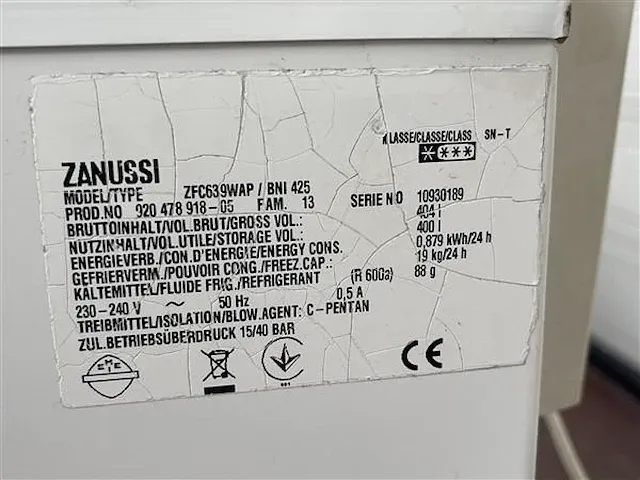 KLASSE/CLASSE/CLASS SN-T
ZANUSSI
MODEL/TYPE ZFC639WAP / BNI 425
PROD.NO 920 478 918-05 FAM. 13 SERIE NO 10930189
BRUTTOINHALT/VOL.BRUT/GROSS VOL.: 404 l
NUTZINHALT/VOL.UTILE/STORAGE VOL.: 400 l
ENERGIEVERB./CON.D'ENERGIE/ENERGY CONS. 0,879 kWh/24 h
GEFRIERVERM./POUVOIR CONG./FREEZ.CAP.: 19 kg/24 h
KÄLTEMITTEL/FLUIDE FRIG./REFRIGERANT (R 600a) 88 g
230-240 V ~ 50 Hz 0,5 A
TREIBMITTEL/ISOLATION/BLOW.AGENT: C-PENTAN
ZUL.BETRIEBSÜBERDRUCK 15/40 BAR
CE